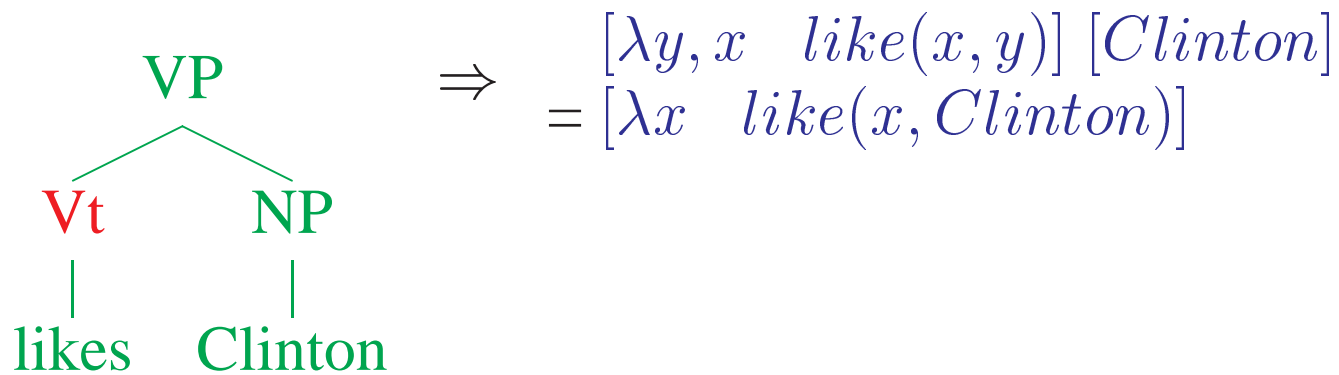 [λy, x like(x, y)] [Clinton]
VP ⇒
= [λx like(x, Clinton)]
Vt NP
likes Clinton